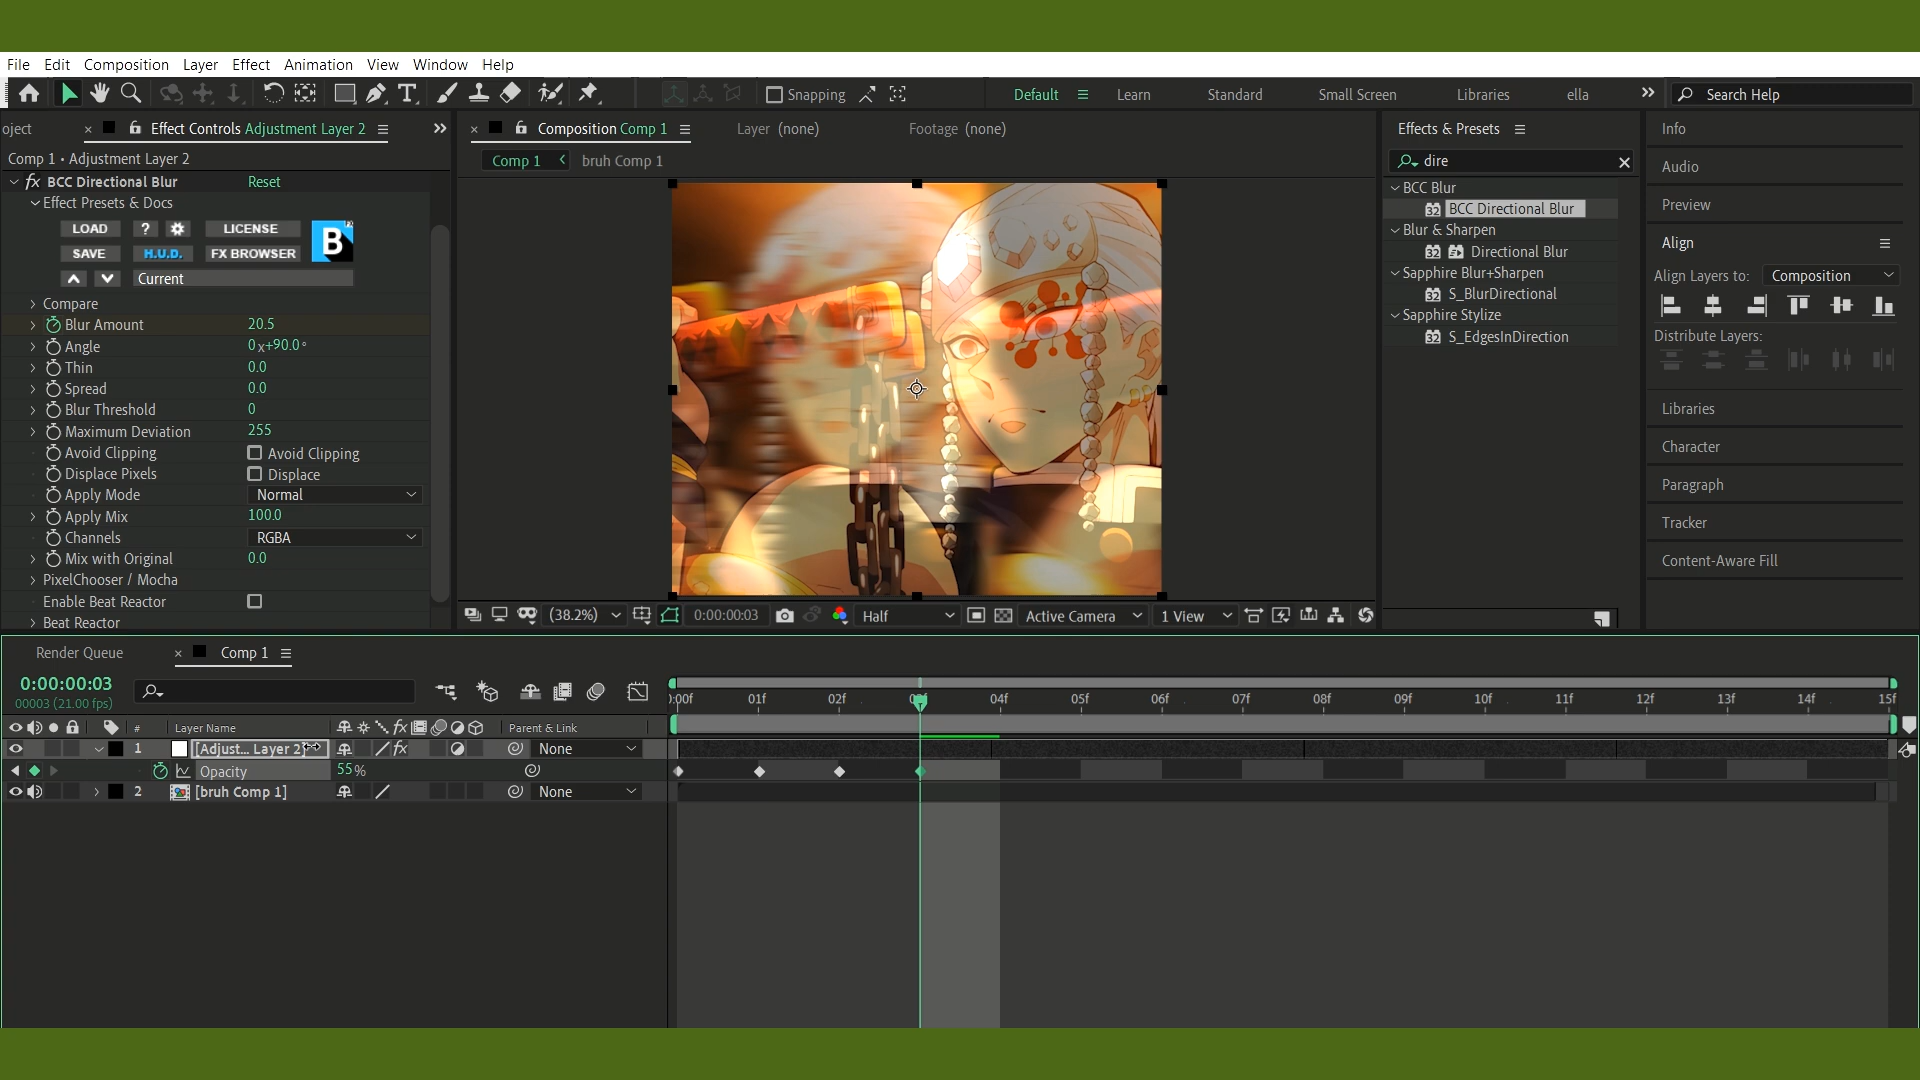 File Edit Composition Layer Effect Animation View Window Help
Snapping Default Learn Standard Small Screen Libraries ella Search Help
oject Effect Controls Adjustment Layer 2
Composition Comp 1 Layer (none) Footage (none)
Effects & Presets
Info
Comp 1 • Adjustment Layer 2
Comp 1 bruh Comp 1
dire
Audio
fx BCC Directional Blur Reset
BCC Blur
Effect Presets & Docs
BCC Directional Blur
Preview
LOAD ? LICENSE B
Blur & Sharpen
SAVE H.U.D. FX BROWSER
Directional Blur
Align
Current
Sapphire Blur+Sharpen
Align Layers to: Composition
Compare
S_BlurDirectional
Blur Amount 20.5
Sapphire Stylize
Angle 0x+90.0°
S_EdgesInDirection
Distribute Layers:
Thin 0.0
Spread 0.0
Blur Threshold 0
Libraries
Maximum Deviation 255
Character
Avoid Clipping Avoid Clipping
Displace Pixels Displace
Paragraph
Apply Mode Normal
Apply Mix 100.0
Tracker
Channels RGBA
Mix with Original 0.0
Content-Aware Fill
PixelChooser / Mocha
Enable Beat Reactor
Beat Reactor
(38.2%) 0:00:00:03 Half Active Camera 1 View
Render Queue Comp 1
0:00:00:03
00003 (21.00 fps)
):00f 01f 02f 03f 04f 05f 06f 07f 08f 09f 10f 11f 12f 13f 14f 15f
# Layer Name fx Parent & Link
1 [Adjust... Layer 2] fx None
Opacity 55%
2 [bruh Comp 1] None